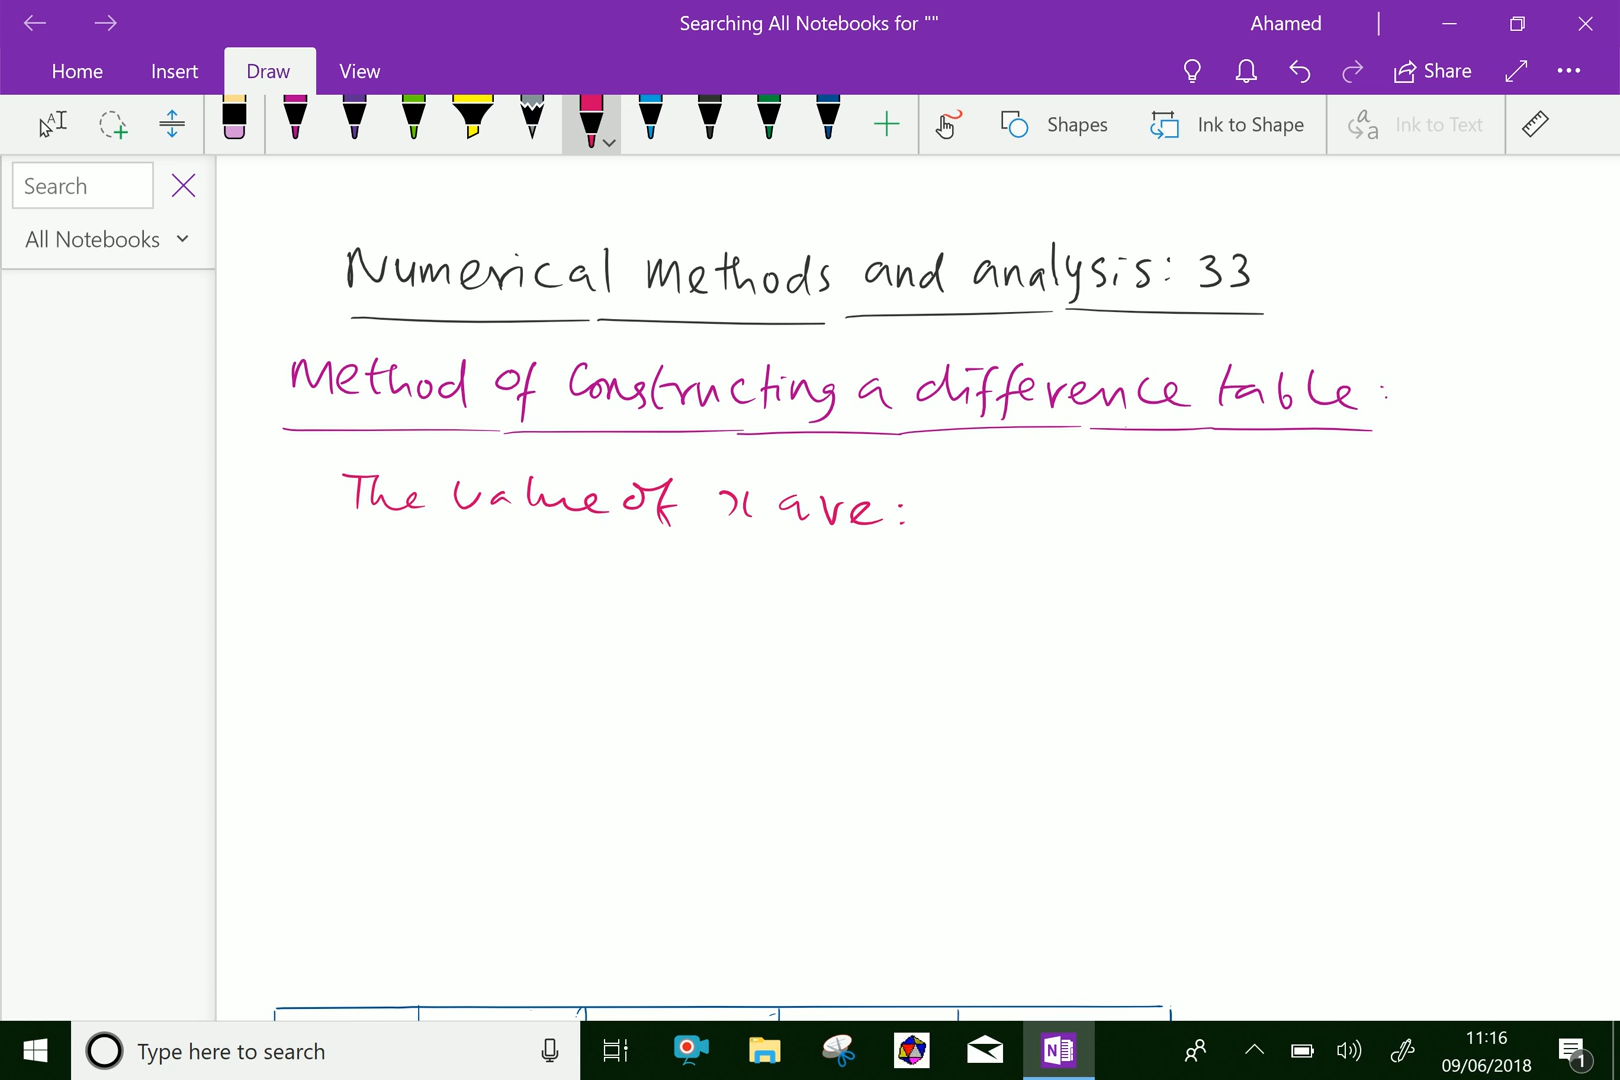 Searching All Notebooks for ""
Ahamed
Home Insert Draw View
Share
Shapes
Ink to Shape
Ink to Text
Search
All Notebooks
Numerical methods and analysis: 33
Method of Constructing a difference table:
The value of x are:
Type here to search
11:16
09/06/2018
1